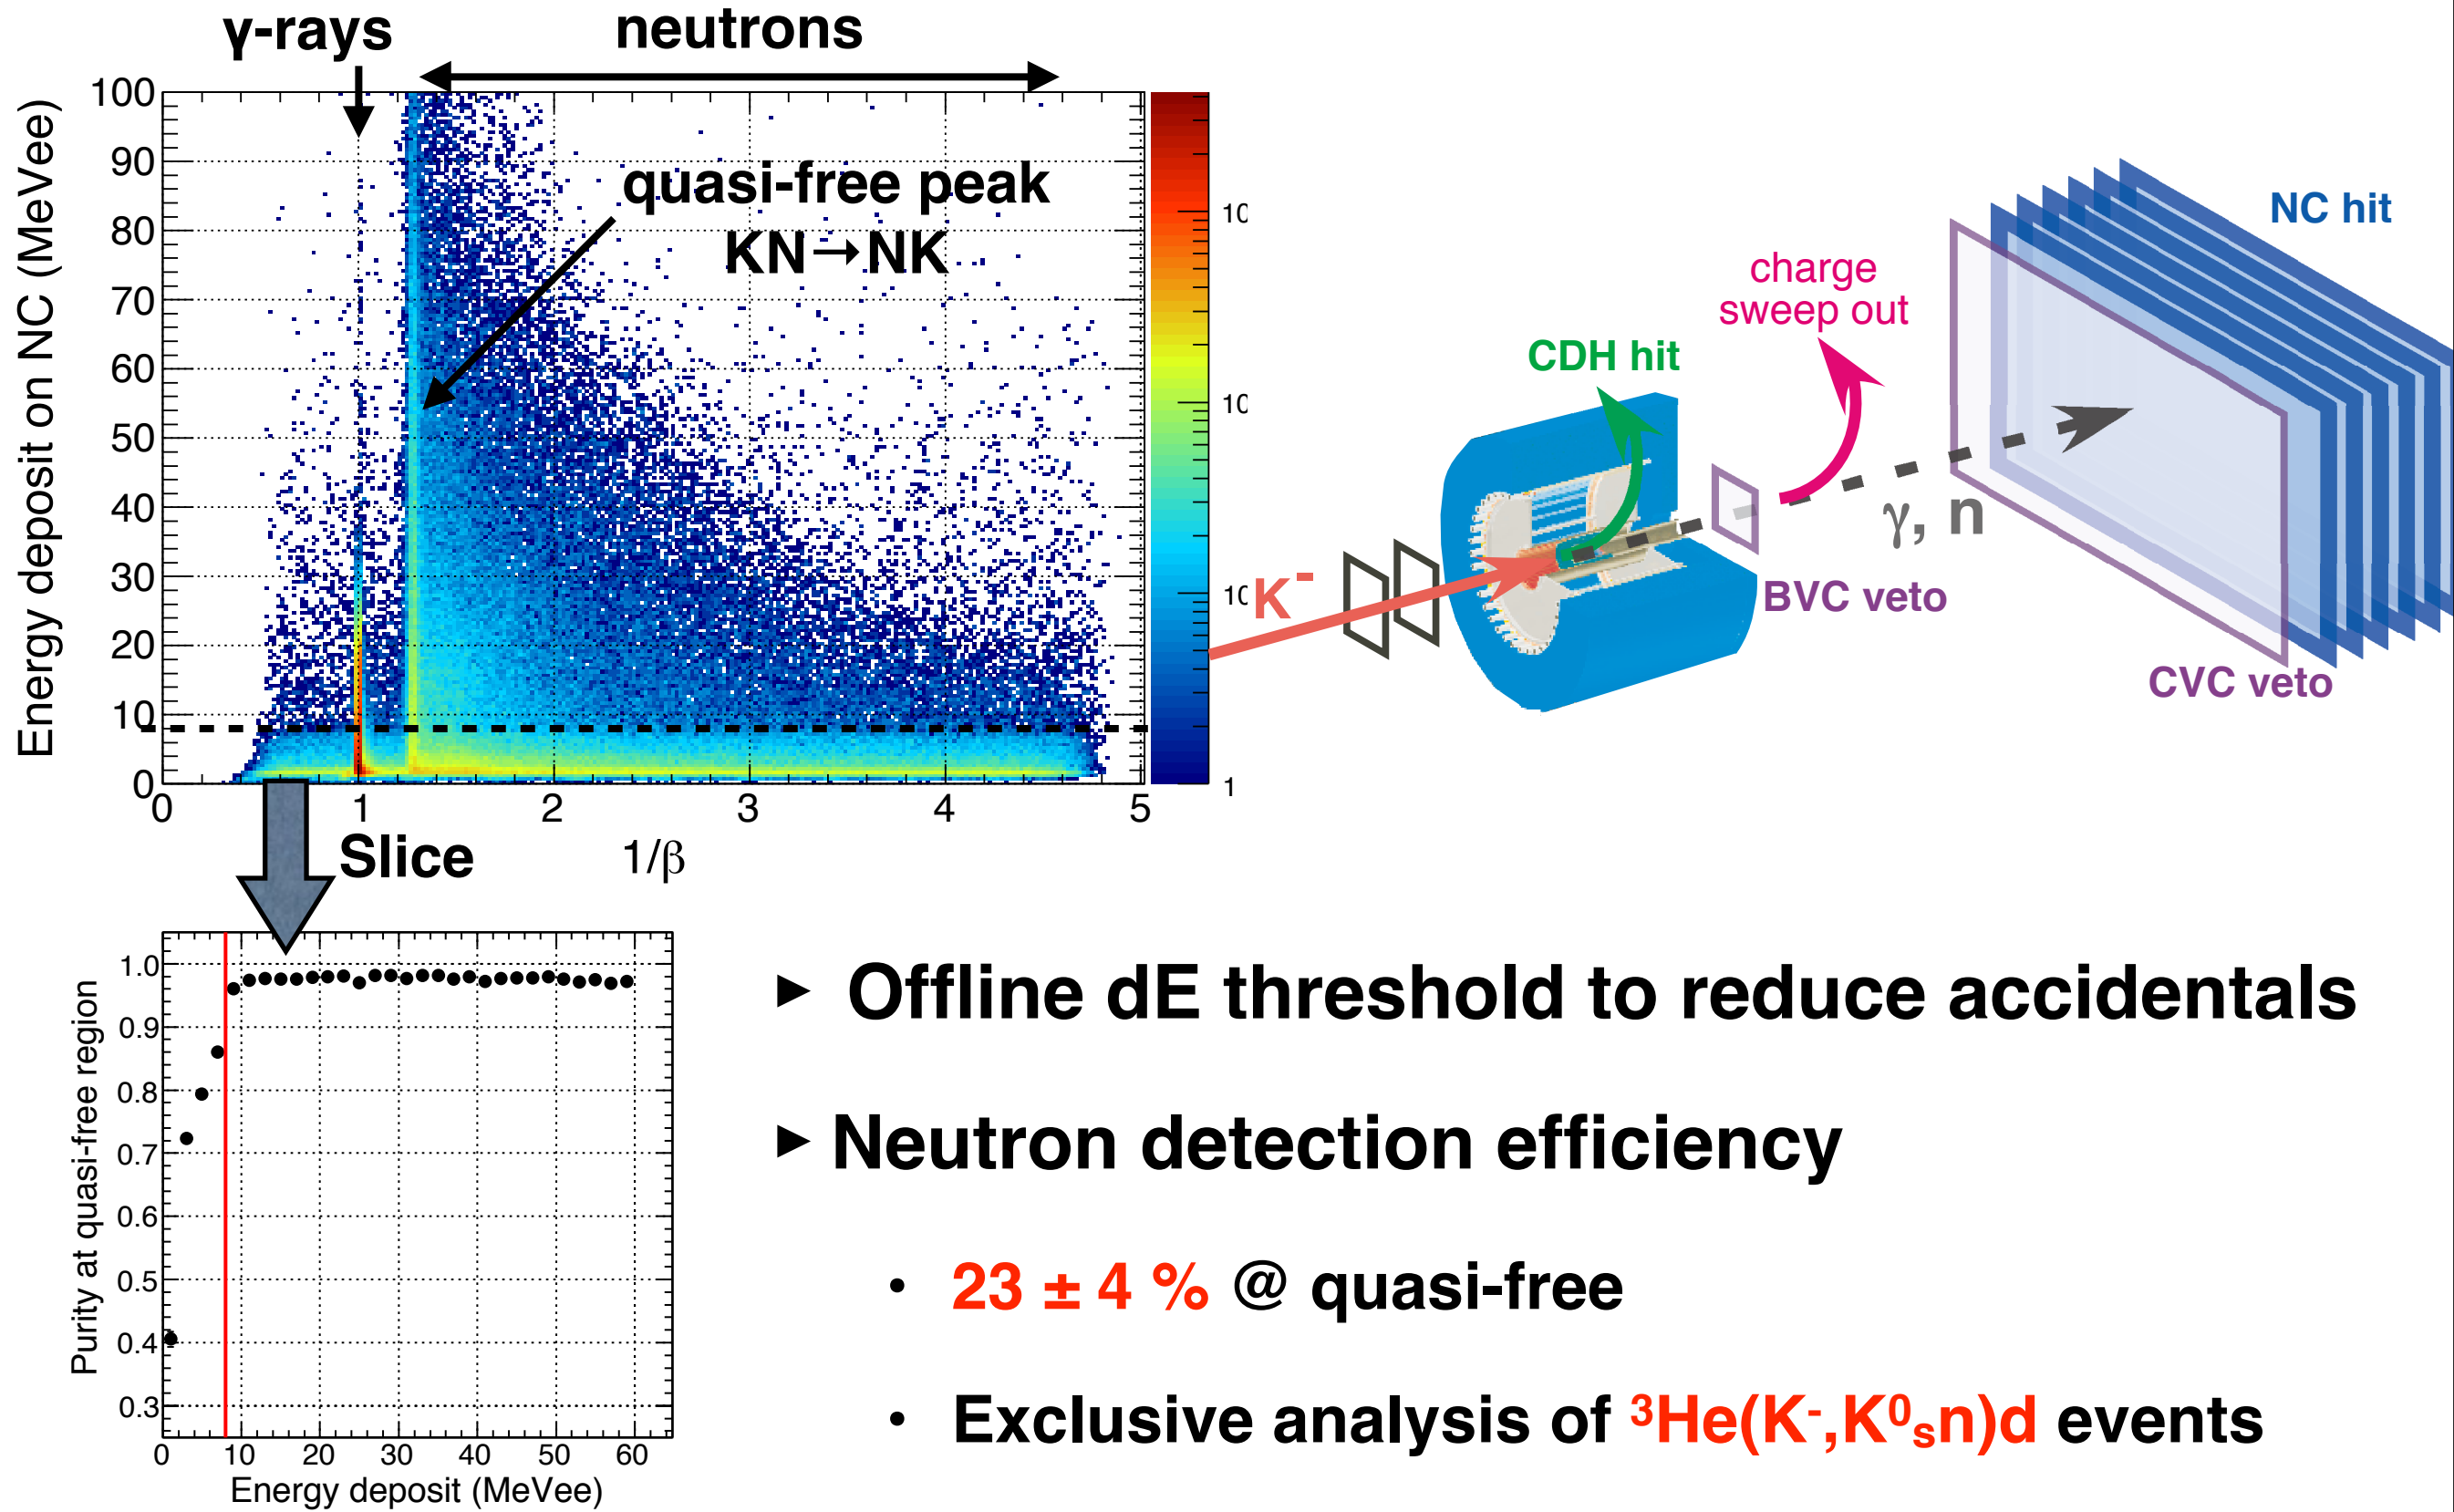 γ-rays
neutrons
Energy deposit on NC (MeVee)
100
90
80
70
60
50
40
30
20
10
0
0 1 2 3 4 5
1/β
quasi-free peak
KN→NK
10
10
10
1
Slice
K⁻
CDH hit
charge
sweep out
BVC veto
γ, n
NC hit
CVC veto
Purity at quasi-free region
1.0
0.9
0.8
0.7
0.6
0.5
0.4
0.3
0 10 20 30 40 50 60
Energy deposit (MeVee)
► Offline dE threshold to reduce accidentals
► Neutron detection efficiency
• 23 ± 4 % @ quasi-free
• Exclusive analysis of ³He(K⁻,K⁰ₛn)d events